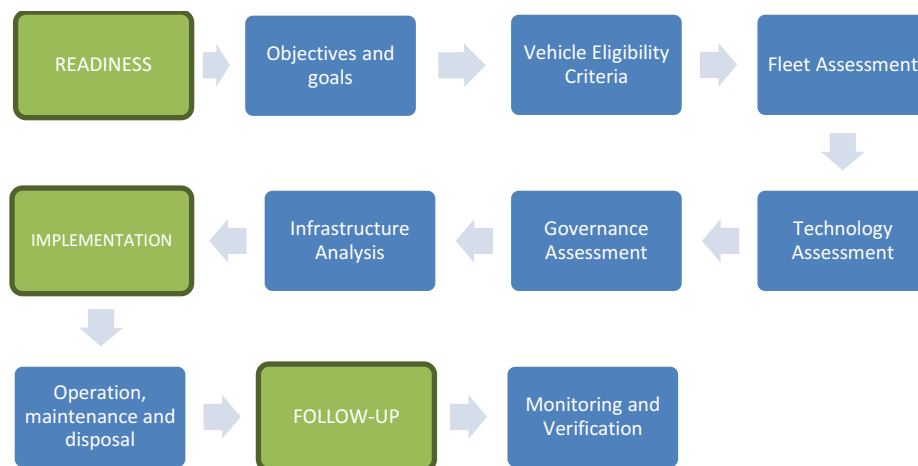 READINESS
Objectives and
goals
Vehicle Eligibility
Criteria
Fleet Assessment
IMPLEMENTATION
Infrastructure
Analysis
Governance
Assessment
Technology
Assessment
Operation,
maintenance and
disposal
FOLLOW-UP
Monitoring and
Verification